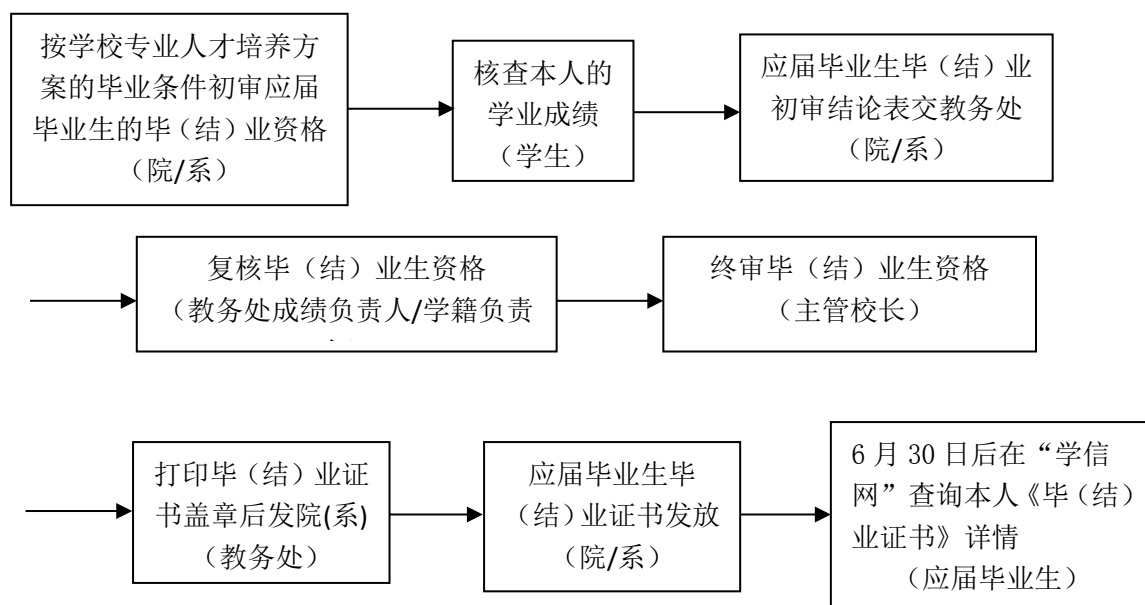 按学校专业人才培养方
案的毕业条件初审应届
毕业生的毕（结）业资格
（院/系）
核查本人的
学业成绩
（学生）
应届毕业生毕（结）业
初审结论表交教务处
（院/系）
复核毕（结）业生资格
（教务处成绩负责人/学籍负责
终审毕（结）业生资格
（主管校长）
打印毕（结）业证
书盖章后发院(系)
（教务处）
应届毕业生毕
（结）业证书发放
（院/系）
6月30日后在“学信
网”查询本人《毕（结）
业证书》详情
（应届毕业生）